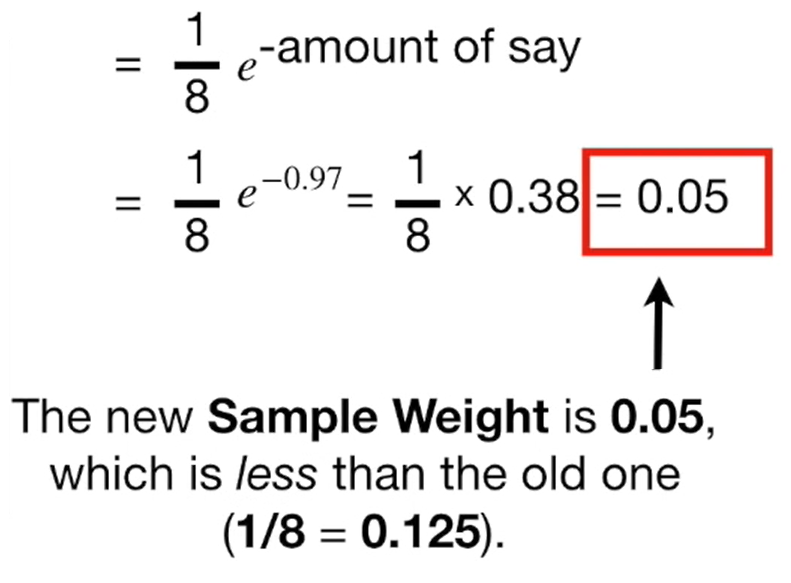 = 1/8 e^-amount of say
= 1/8 e^−0.97 = 1/8 x 0.38 = 0.05
The new Sample Weight is 0.05,
which is less than the old one
(1/8 = 0.125).